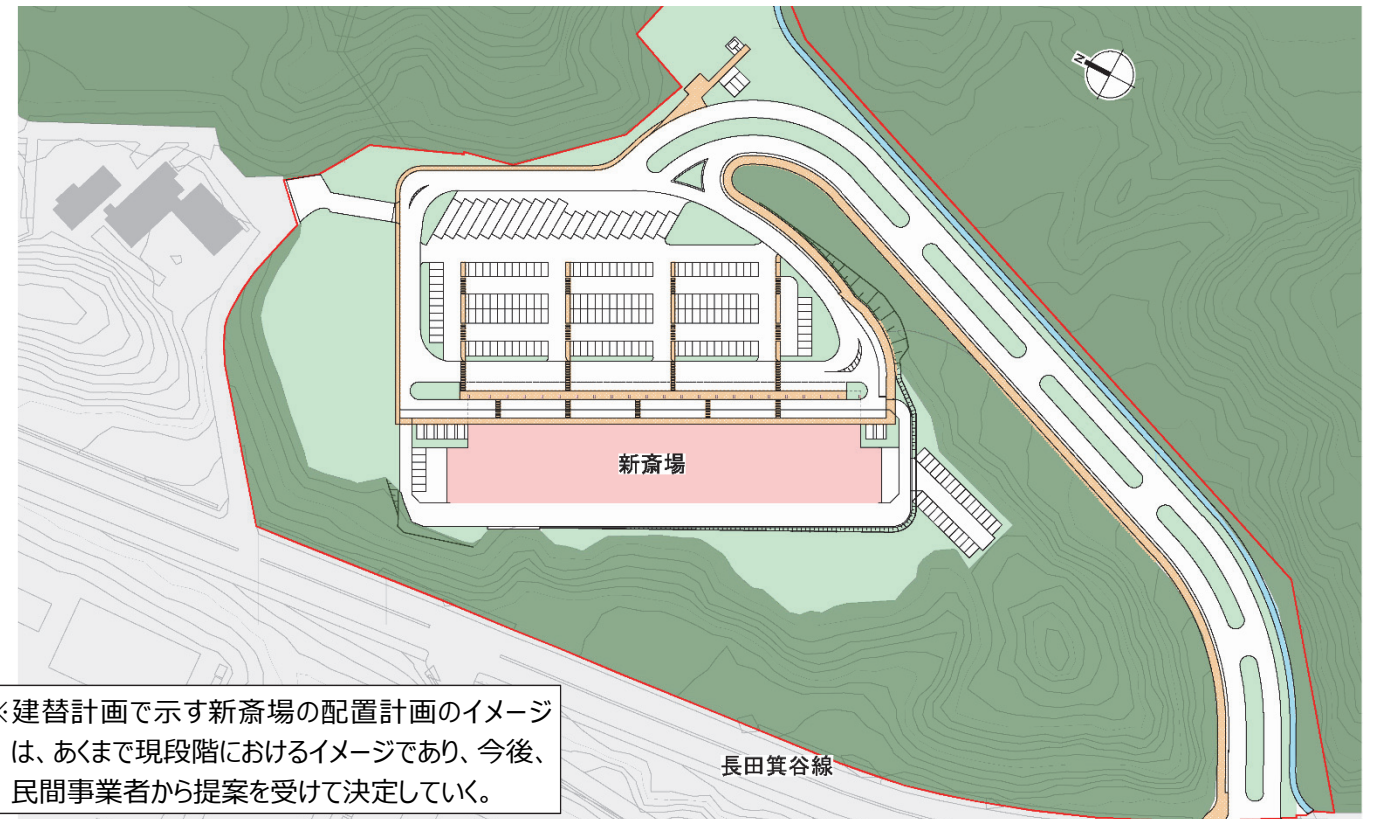 N
新斎場
※建替計画で示す新斎場の配置計画のイメージ
は、あくまで現段階におけるイメージであり、今後、
民間事業者から提案を受けて決定していく。
長田箕谷線